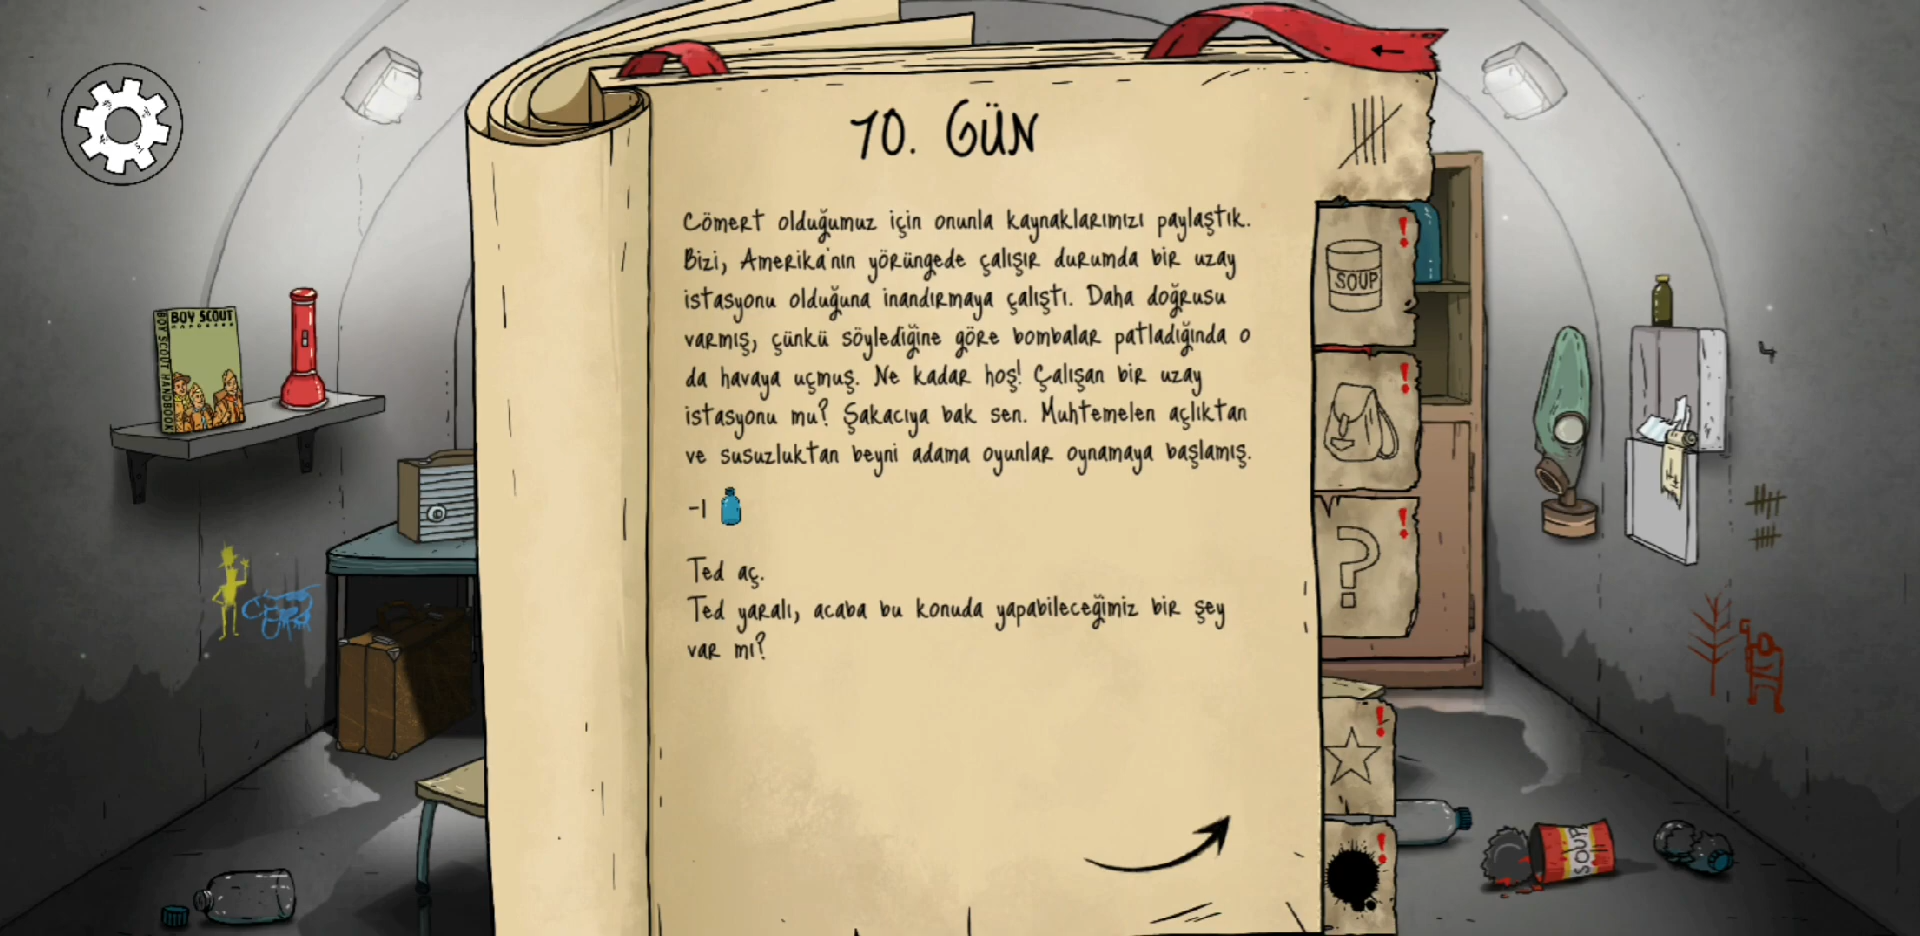 70. GÜN
Cömert olduğumuz için onunla kaynaklarımızı paylaştık.
Bizi, Amerika'nın yörüngede çalışır durumda bir uzay
istasyonu olduğuna inandırmaya çalıştı. Daha doğrusu
varmış, çünkü söylediğine göre bombalar patladığında o
da havaya uçmuş. Ne kadar hoş! Çalışan bir uzay
istasyonu mu? Şakacıya bak sen. Muhtemelen açlıktan
ve susuzluktan beyni adama oyunlar oynamaya başlamış.
-1
Ted aç.
Ted yaralı, acaba bu konuda yapabileceğimiz bir şey
var mı?
BOY SCOUT
HANDBOOK
BOY SCOUT HANDBOOK
SOUP
!
!
?
!
!
!
SOUP